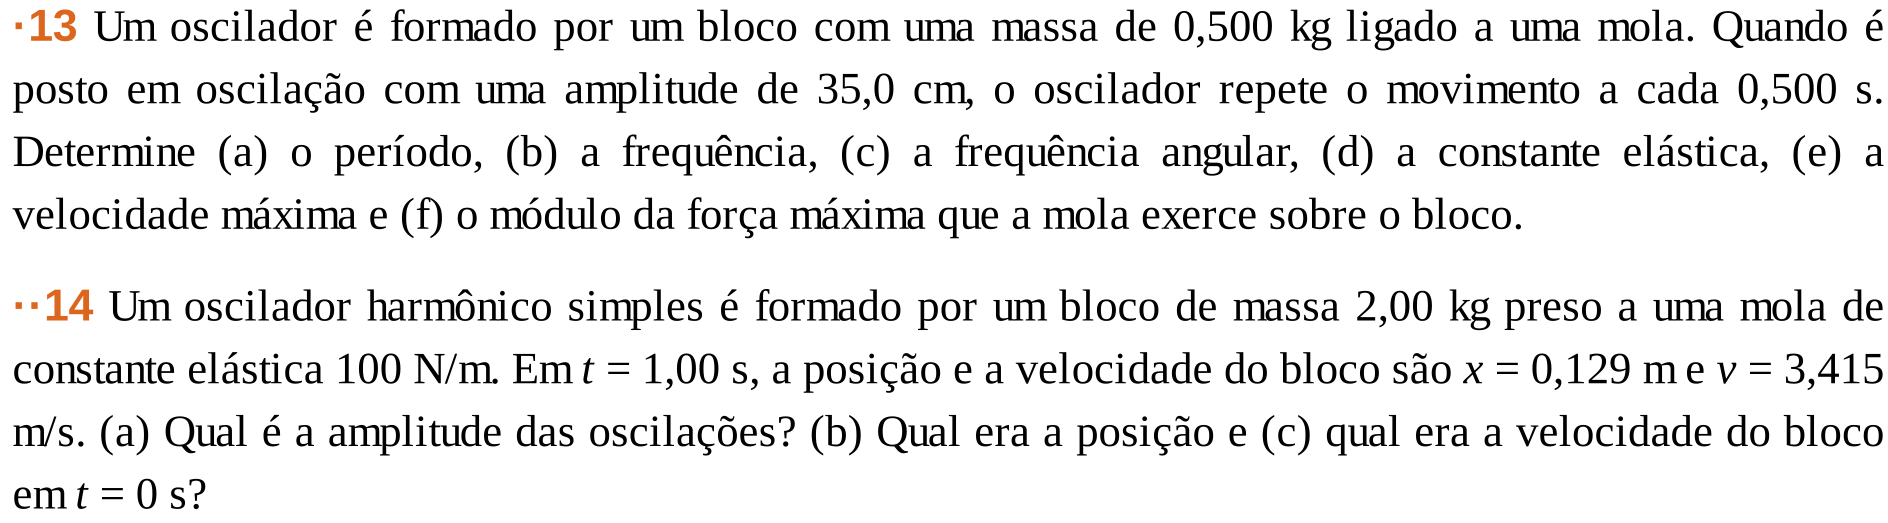 ·13 Um oscilador é formado por um bloco com uma massa de 0,500 kg ligado a uma mola. Quando é
posto em oscilação com uma amplitude de 35,0 cm, o oscilador repete o movimento a cada 0,500 s.
Determine (a) o período, (b) a frequência, (c) a frequência angular, (d) a constante elástica, (e) a
velocidade máxima e (f) o módulo da força máxima que a mola exerce sobre o bloco.
··14 Um oscilador harmônico simples é formado por um bloco de massa 2,00 kg preso a uma mola de
constante elástica 100 N/m. Em t = 1,00 s, a posição e a velocidade do bloco são x = 0,129 m e v = 3,415
m/s. (a) Qual é a amplitude das oscilações? (b) Qual era a posição e (c) qual era a velocidade do bloco
em t = 0 s?